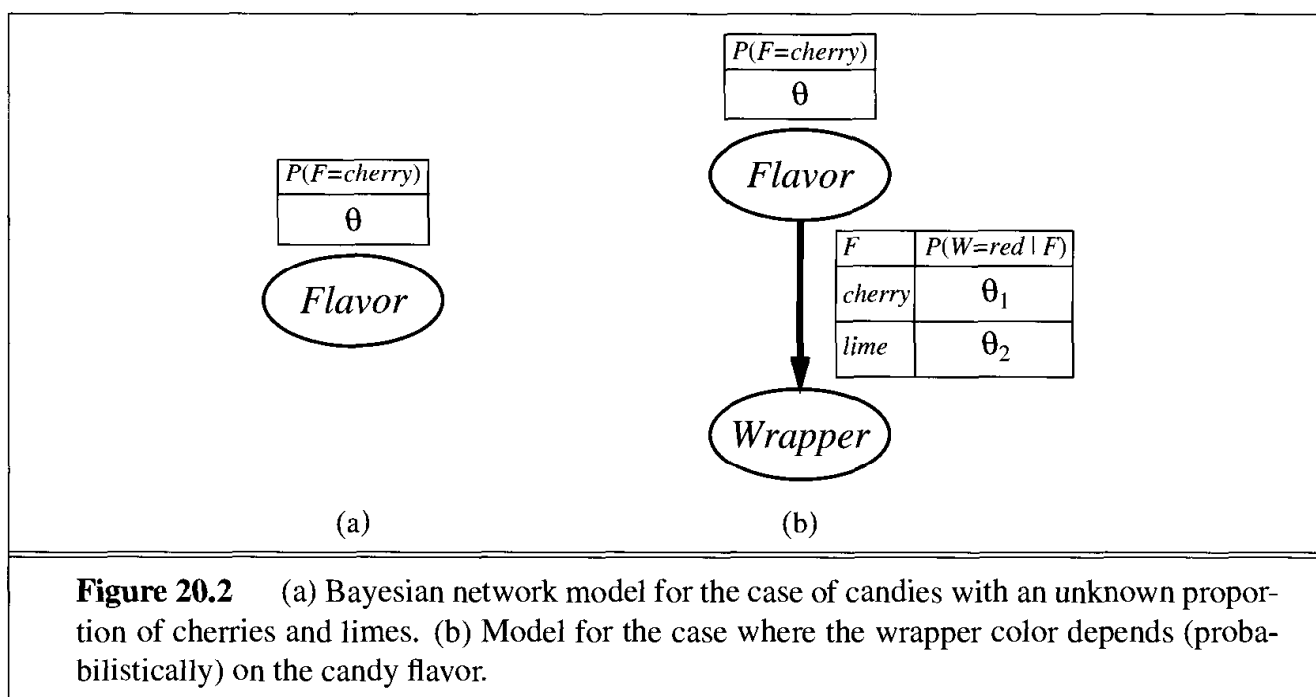 P(F=cherry)
θ
Flavor
(a)
P(F=cherry)
θ
Flavor
F P(W=red | F)
cherry θ1
lime θ2
Wrapper
(b)
Figure 20.2 (a) Bayesian network model for the case of candies with an unknown propor-
tion of cherries and limes. (b) Model for the case where the wrapper color depends (proba-
bilistically) on the candy flavor.